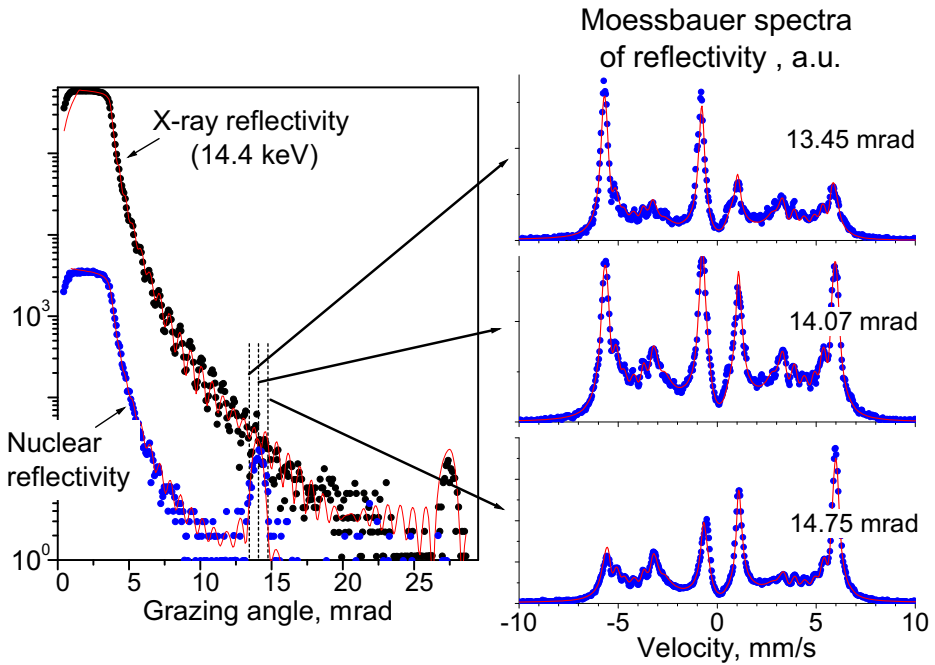 Moessbauer spectra
of reflectivity , a.u.
X-ray reflectivity
(14.4 keV)
Nuclear
reflectivity
10³
10⁰
0 5 10 15 20 25
Grazing angle, mrad
13.45 mrad
14.07 mrad
14.75 mrad
-10 -5 0 5 10
Velocity, mm/s